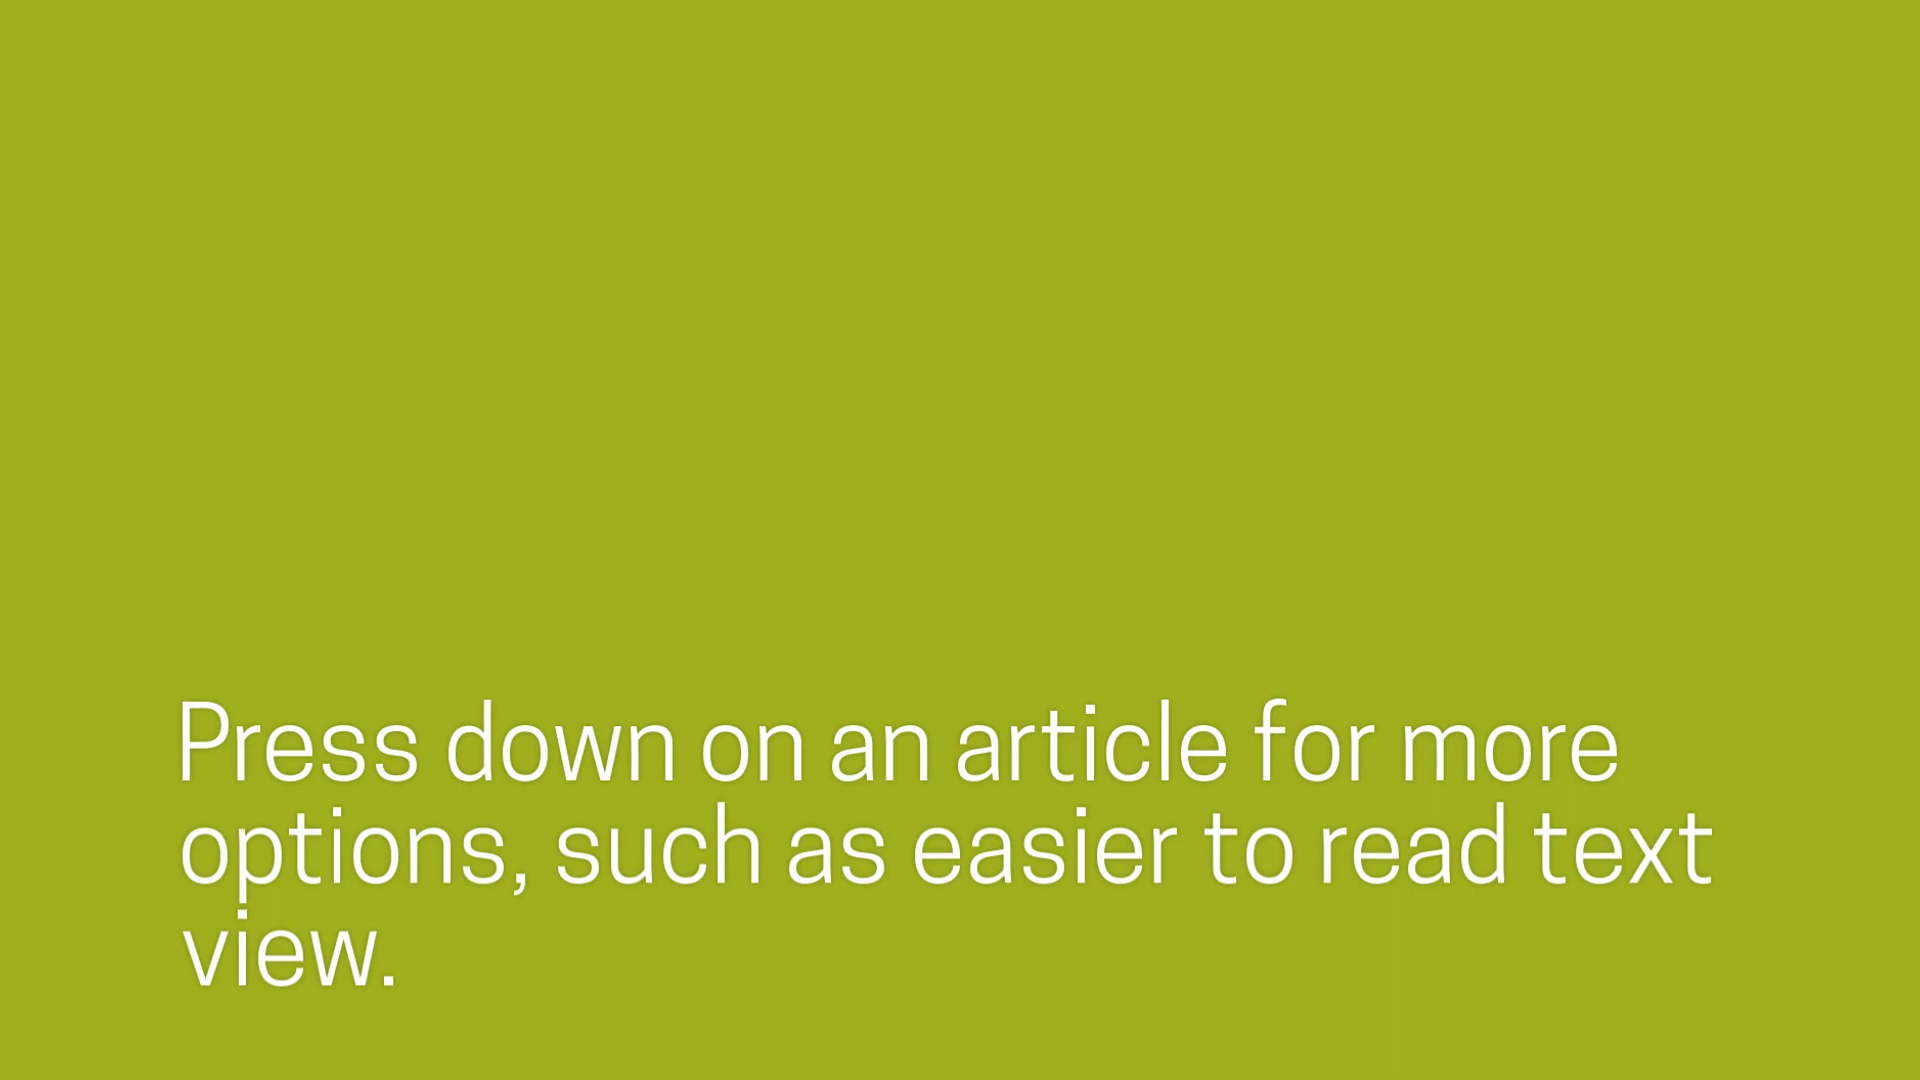 Press down on an article for more
options, such as easier to read text
view.